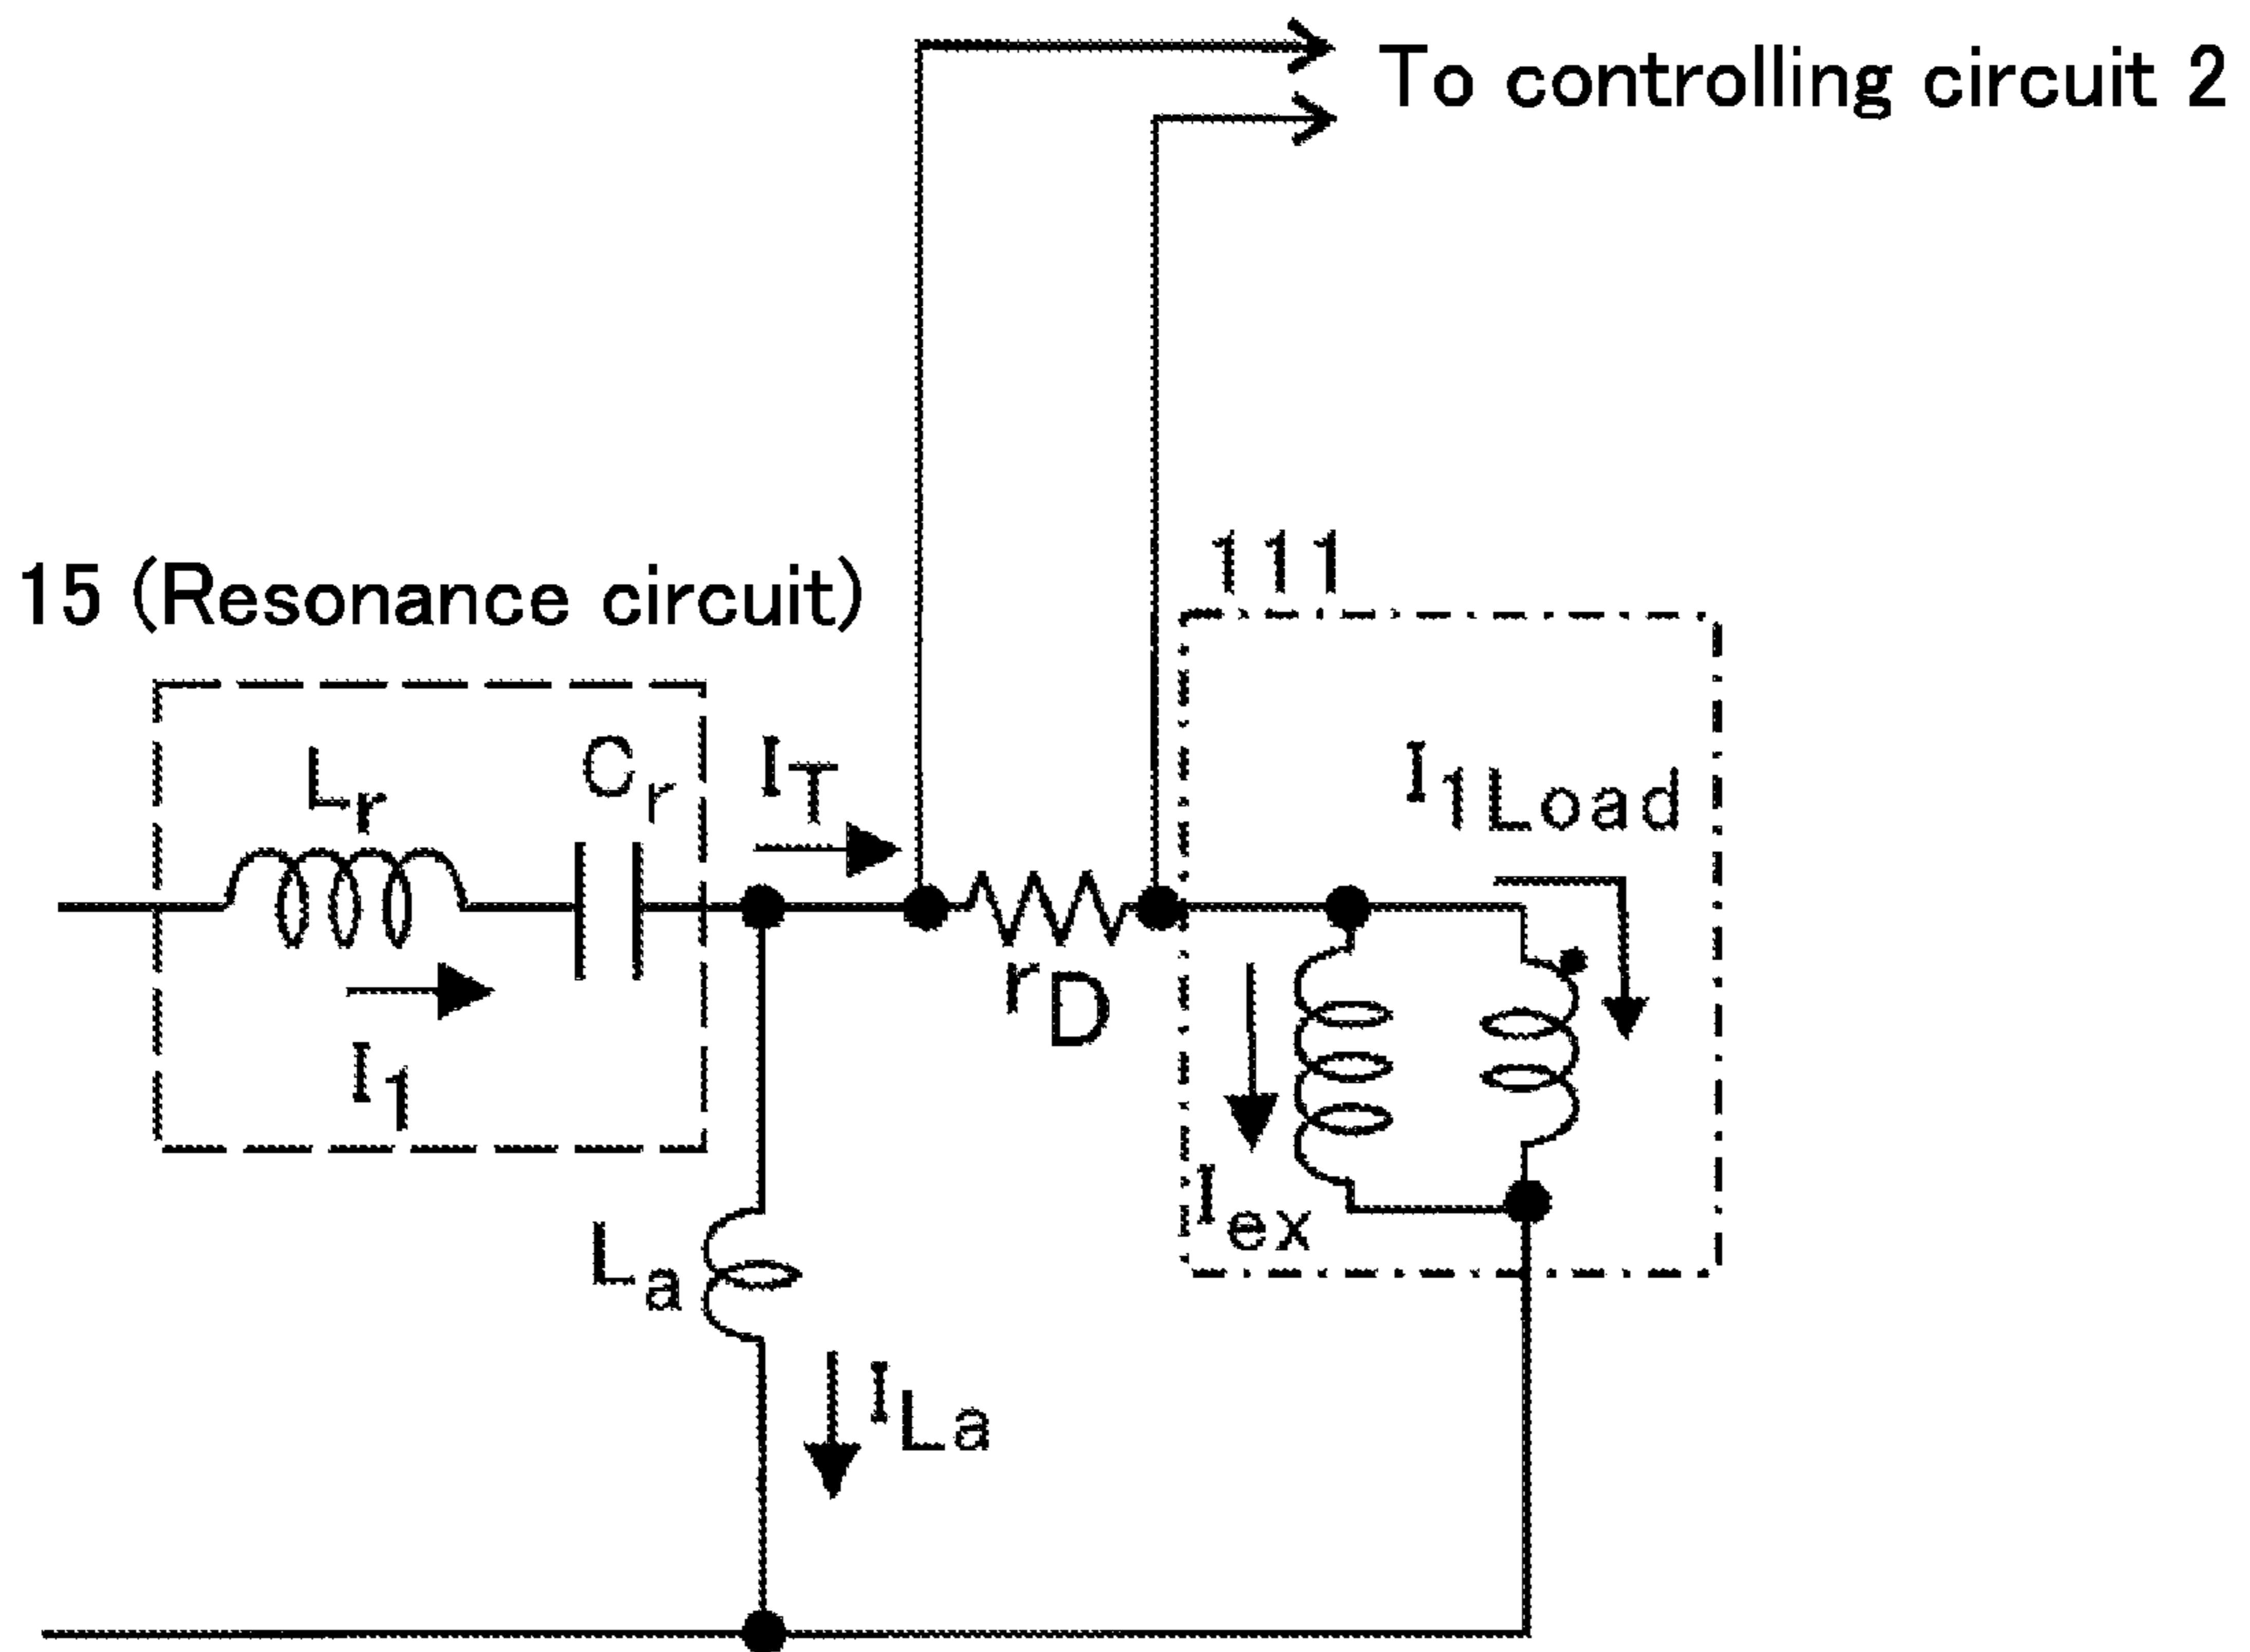 To controlling circuit 2
111
15 (Resonance circuit)
Lr
Cr
IT
I1Load
rD
I1
Iex
La
ILa